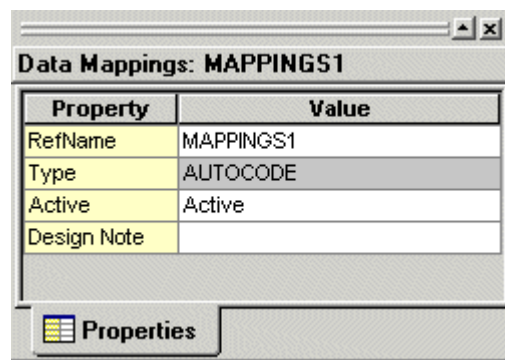 Data Mappings: MAPPINGS1
Property Value
RefName MAPPINGS1
Type AUTOCODE
Active Active
Design Note
Properties